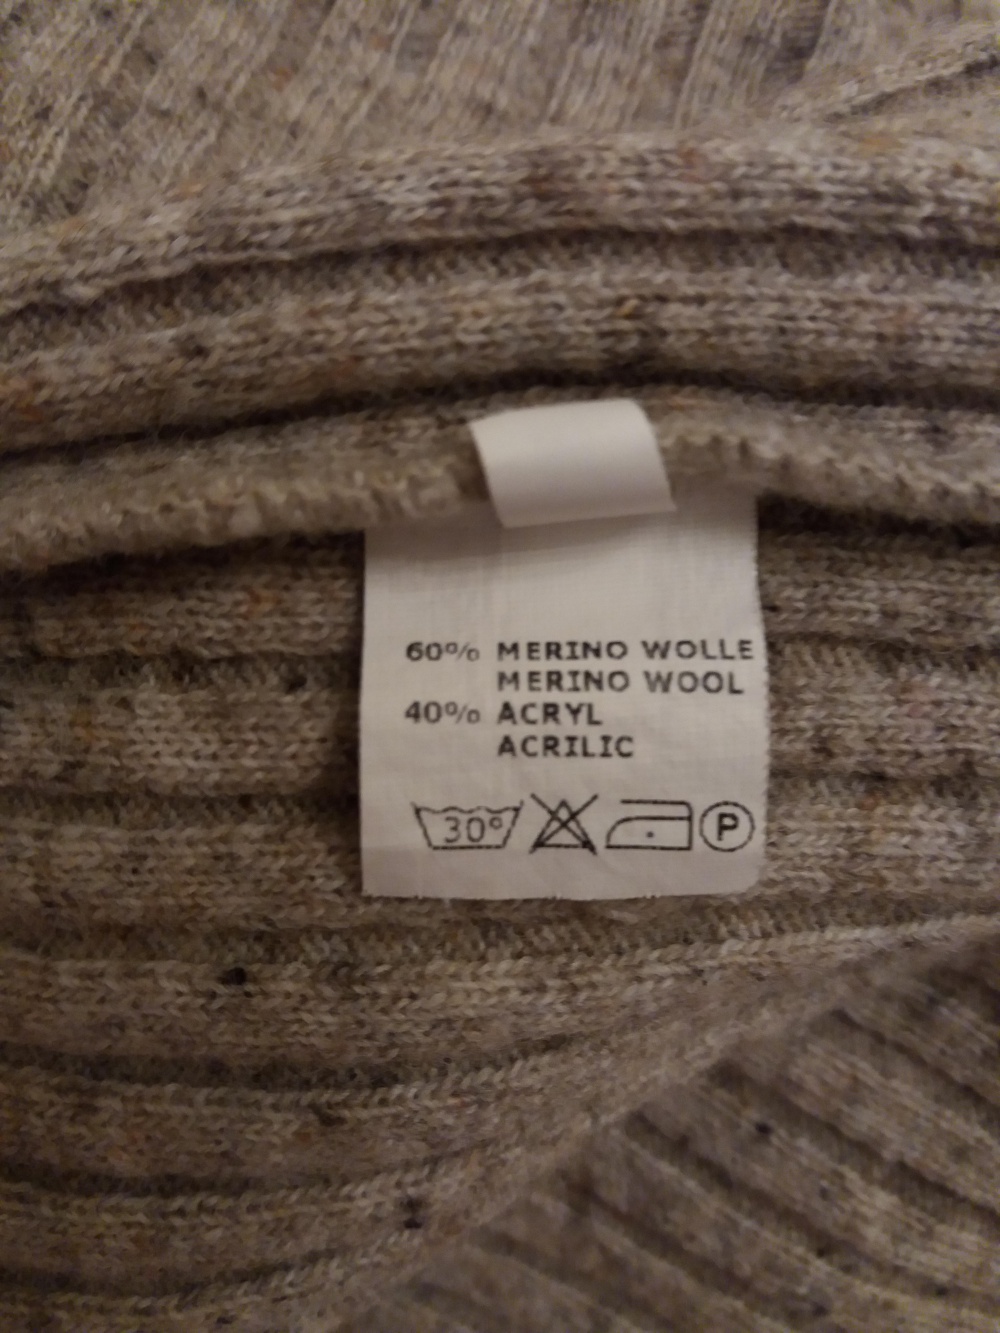 60% MERINO WOLLE
MERINO WOOL
40% ACRYL
ACRILIC
30° P